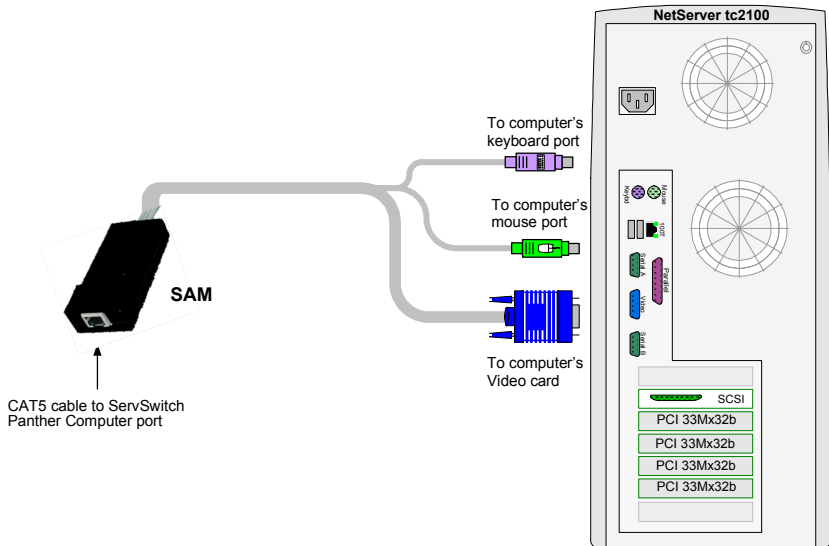 NetServer tc2100
To computer's
keyboard port
To computer's
mouse port
To computer's
Video card
SAM
CAT5 cable to ServSwitch
Panther Computer port
Keybd
Mouse
100T
Serial A
Parallel
Video
Serial B
SCSI
PCI 33Mx32b
PCI 33Mx32b
PCI 33Mx32b
PCI 33Mx32b